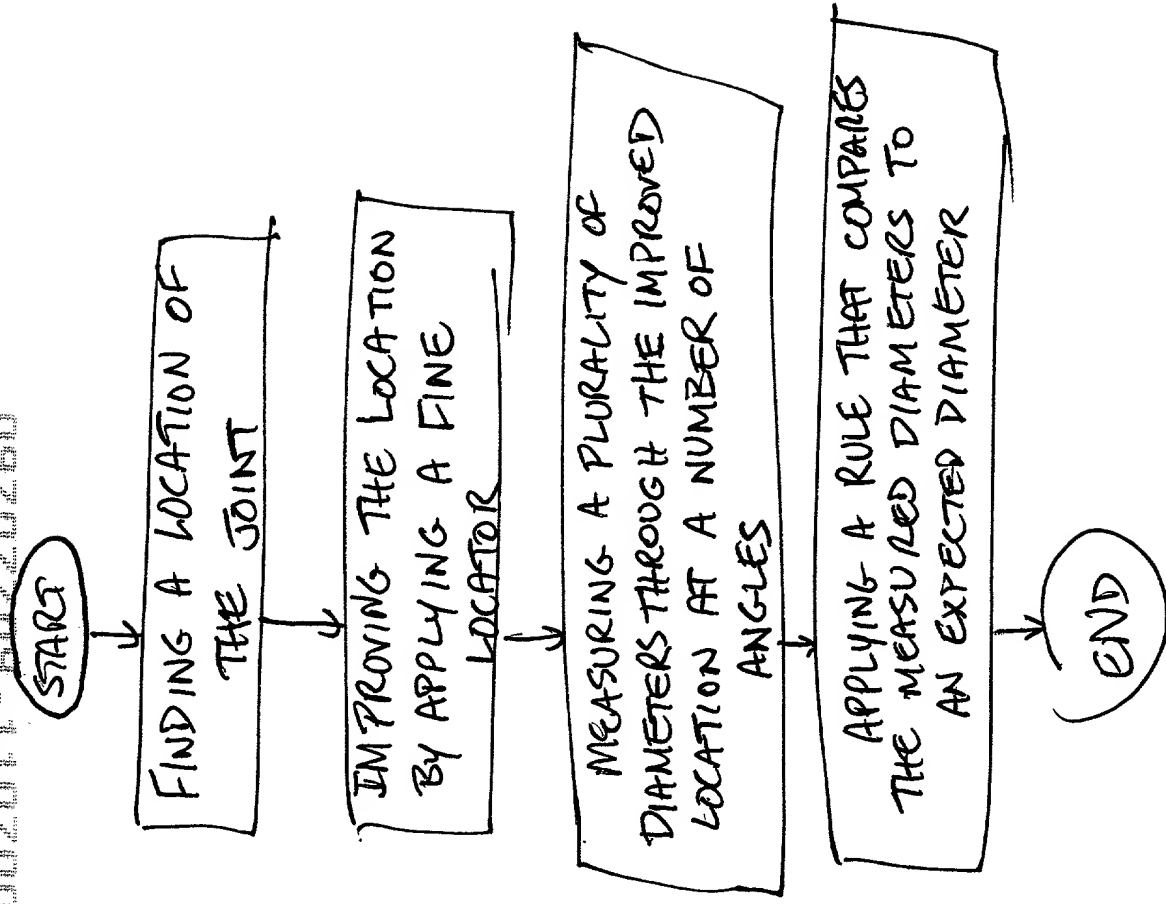 START
FINDING A LOCATION OF
THE JOINT
IMPROVING THE LOCATION
BY APPLYING A FINE
LOCATOR
MEASURING A PLURALITY OF
DIAMETERS THROUGH THE IMPROVED
LOCATION AT A NUMBER OF
ANGLES
APPLYING A RULE THAT COMPARES
THE MEASURED DIAMETERS TO
AN EXPECTED DIAMETER
END